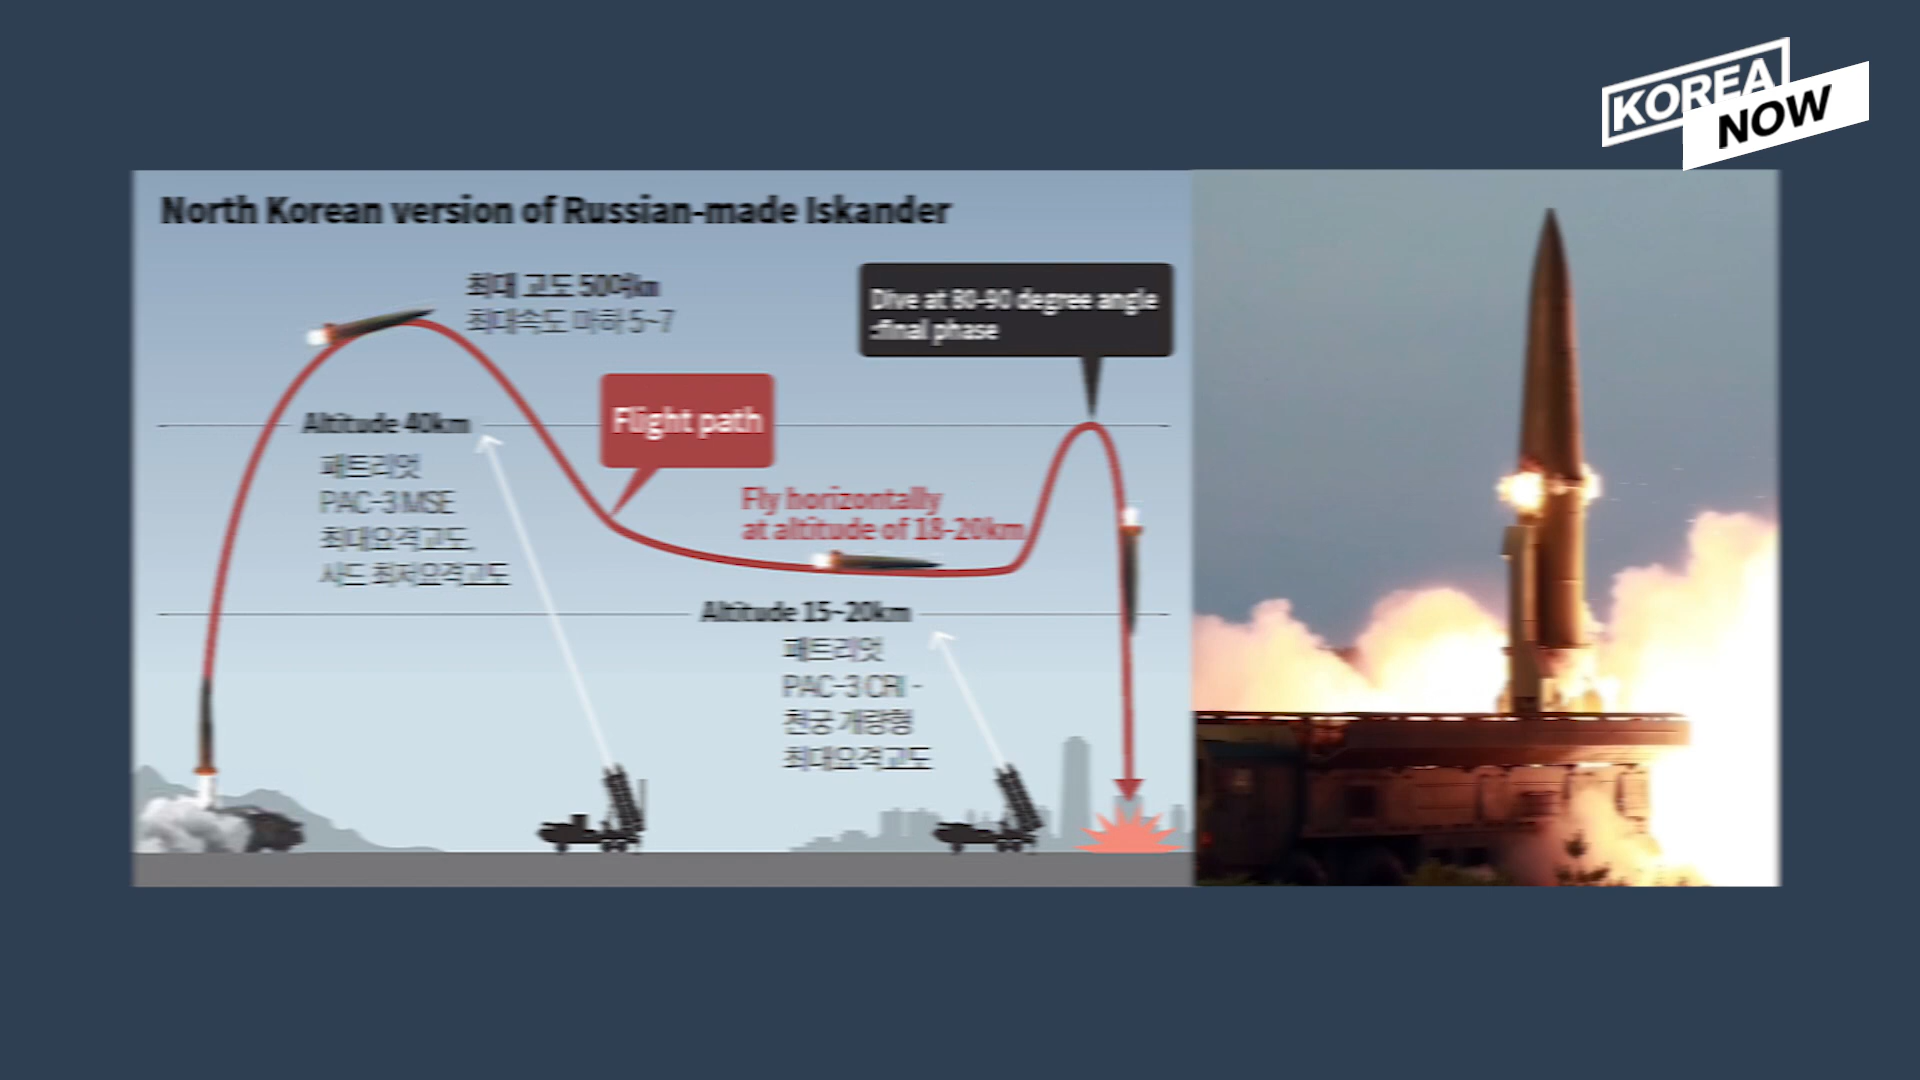 KOREA
NOW
North Korean version of Russian-made Iskander
최대 고도 50여km
최대속도 마하 5~7
Dive at 80-90 degree angle
:final phase
Flight path
Altitude 40km
패트리엇
PAC-3 MSE
최대요격고도,
사드 최저요격고도
Fly horizontally
at altitude of 18-20km
Altitude 15~20km
패트리엇
PAC-3 CRI -
천궁 개량형
최대요격고도